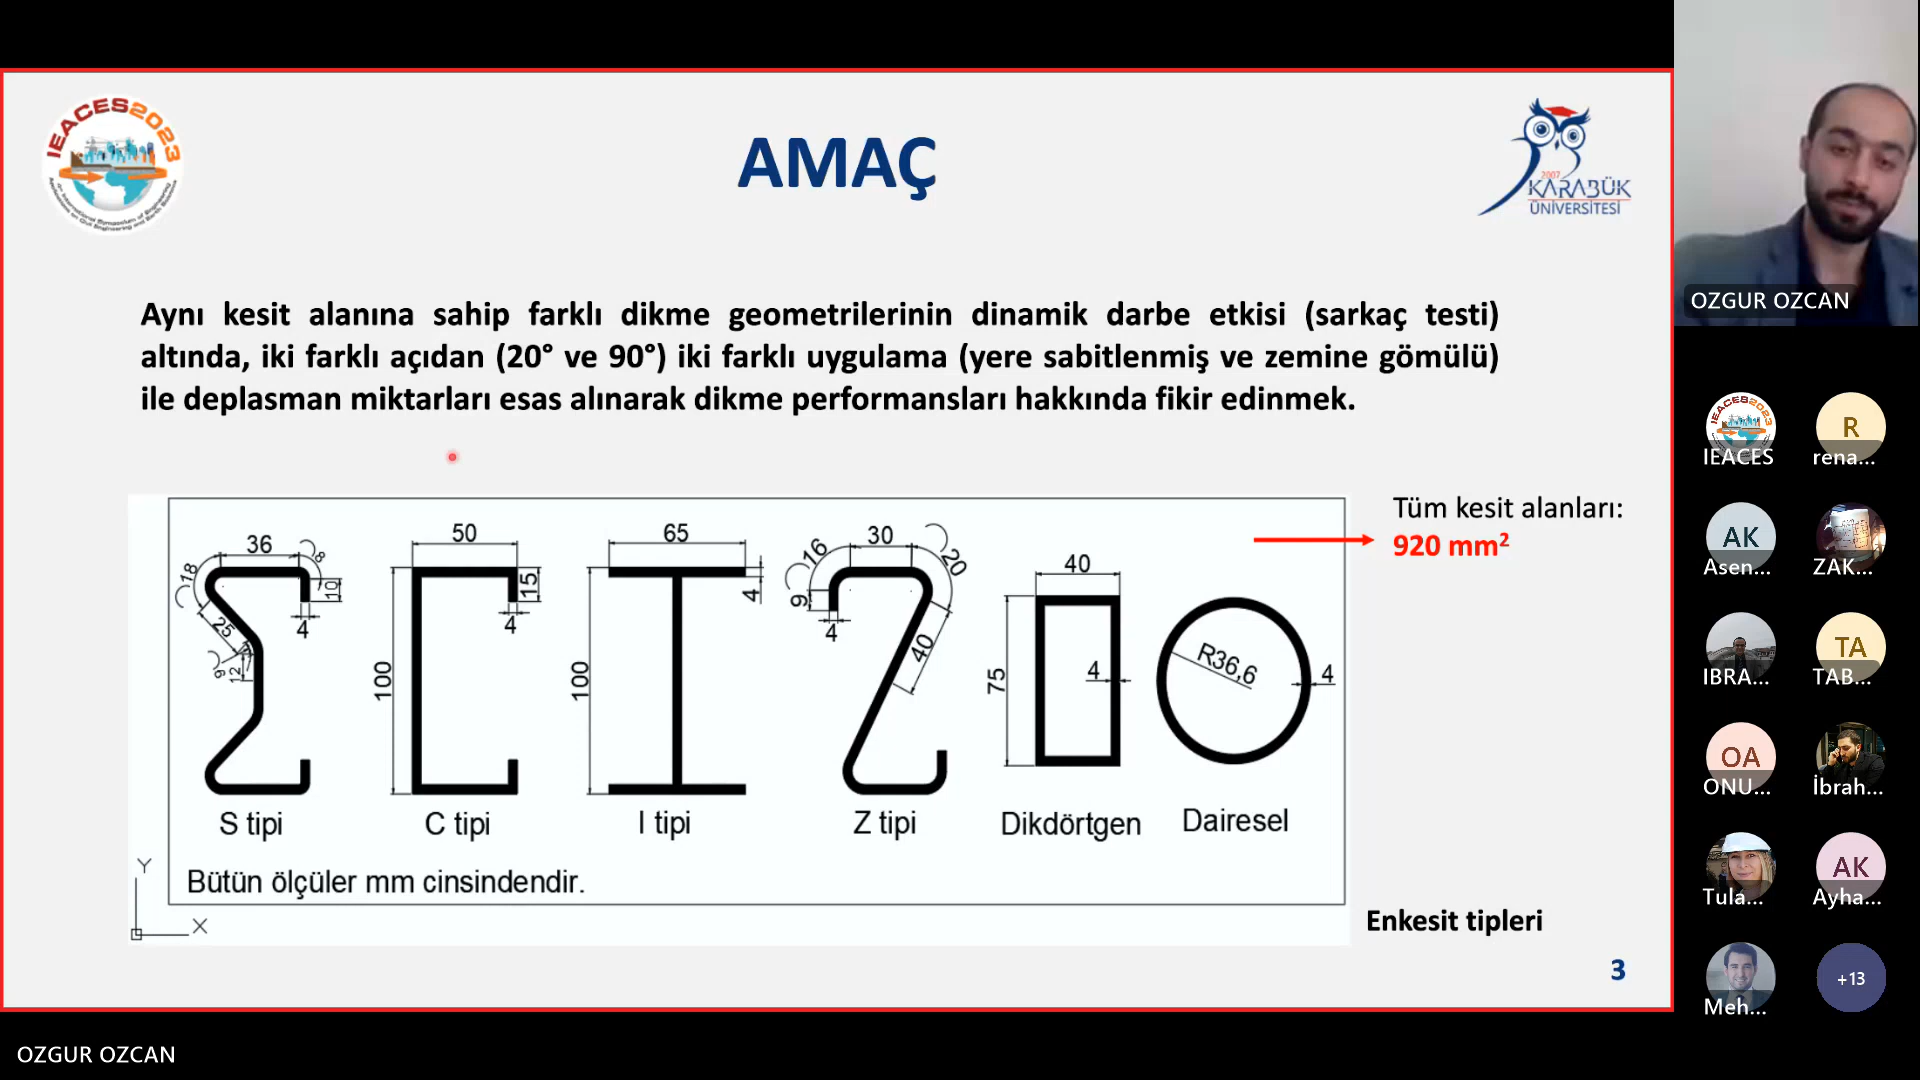 IEACES2023
AMAÇ
2007
KARABÜK
ÜNİVERSİTESİ
Aynı kesit alanına sahip farklı dikme geometrilerinin dinamik darbe etkisi (sarkaç testi)
altında, iki farklı açıdan (20° ve 90°) iki farklı uygulama (yere sabitlenmiş ve zemine gömülü)
ile deplasman miktarları esas alınarak dikme performansları hakkında fikir edinmek.
Tüm kesit alanları:
920 mm²
36
8
18
10
4
25
9
12
S tipi
50
15
4
100
C tipi
65
4
100
I tipi
30
16
20
9
4
40
Z tipi
40
75
4
Dikdörtgen
R36,6
4
Dairesel
Bütün ölçüler mm cinsindendir.
Y
X
Enkesit tipleri
3
OZGUR OZCAN
OZGUR OZCAN
IEACES2023
IEACES
R
rena...
AK
Asen...
ZAK...
IBRA...
TA
TAB...
OA
ONU...
İbrah...
Tula...
AK
Ayha...
Meh...
+13